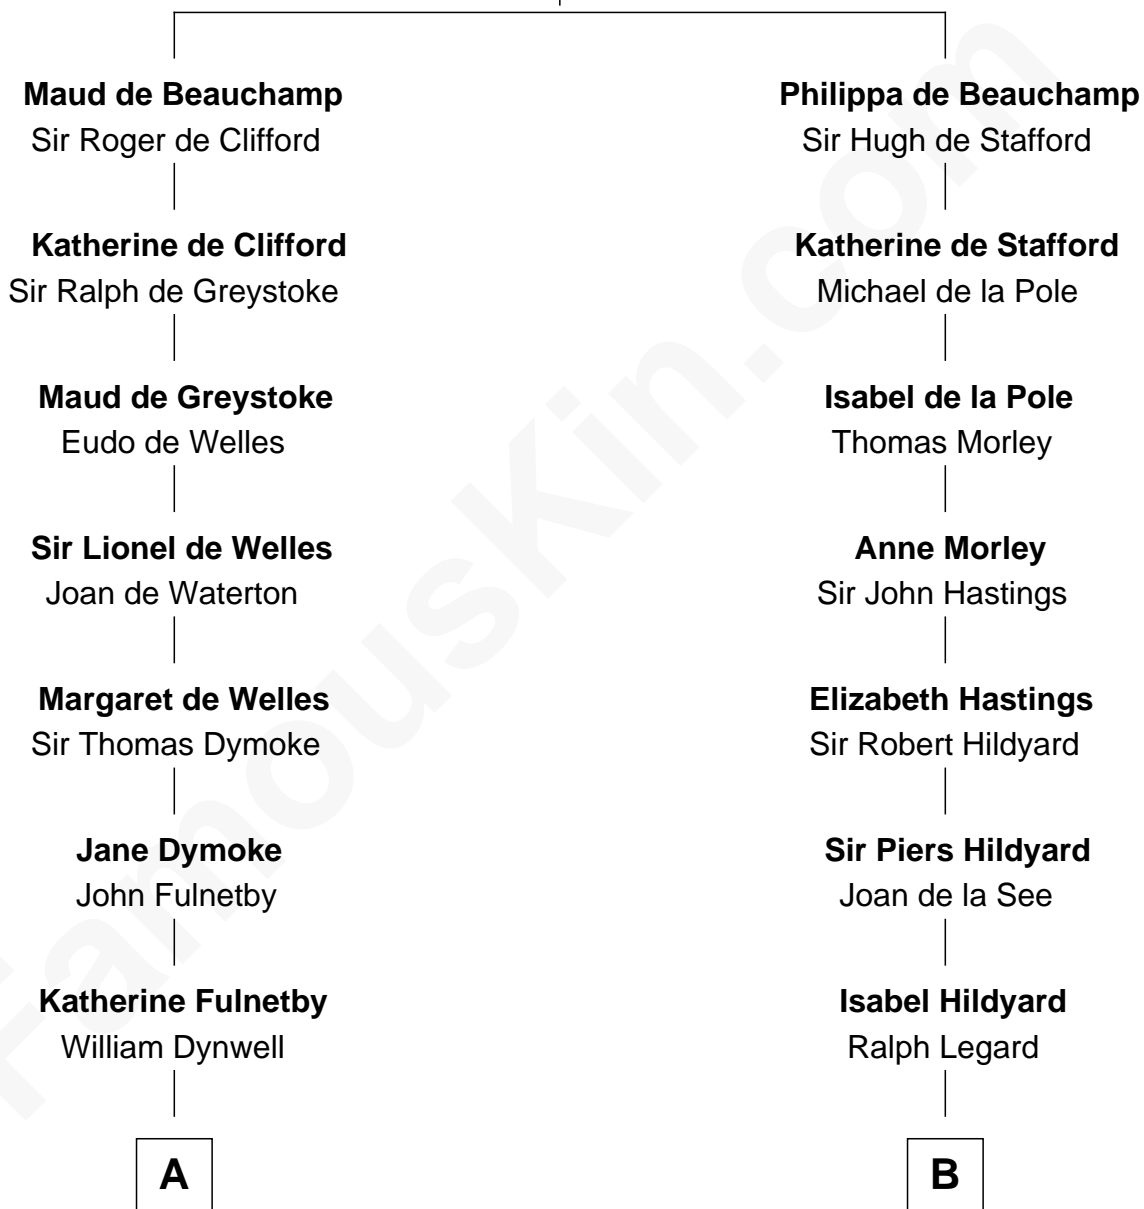 Maud de Beauchamp
Sir Roger de Clifford
Philippa de Beauchamp
Sir Hugh de Stafford
Katherine de Clifford
Sir Ralph de Greystoke
Katherine de Stafford
Michael de la Pole
Maud de Greystoke
Eudo de Welles
Isabel de la Pole
Thomas Morley
Sir Lionel de Welles
Joan de Waterton
Anne Morley
Sir John Hastings
Margaret de Welles
Sir Thomas Dymoke
Elizabeth Hastings
Sir Robert Hildyard
Jane Dymoke
John Fulnetby
Sir Piers Hildyard
Joan de la See
Katherine Fulnetby
William Dynwell
Isabel Hildyard
Ralph Legard
A
B
FamousKin.com